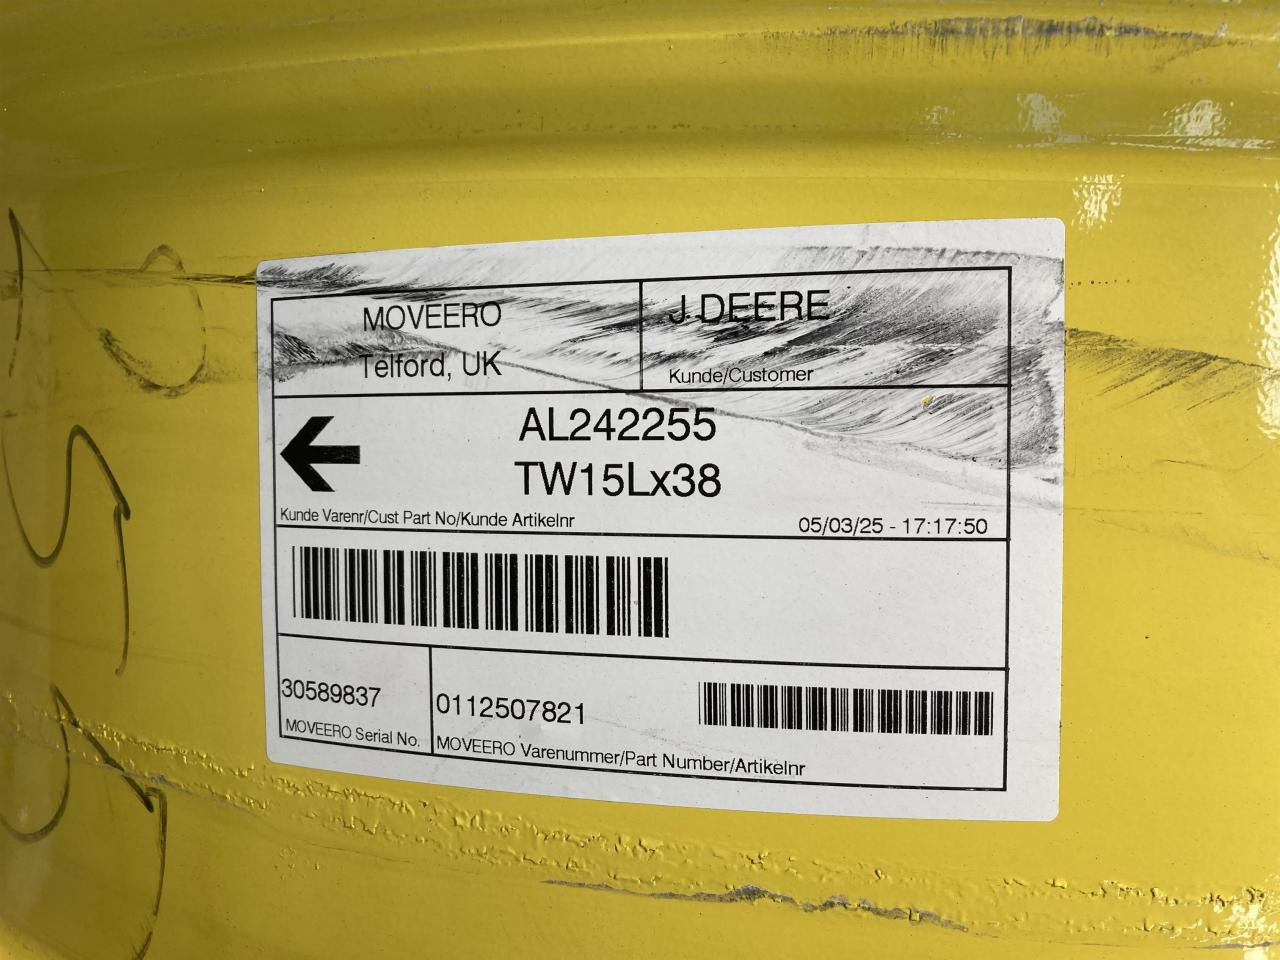 MOVEERO
Telford, UK
J.DEERE
Kunde/Customer
AL242255
TW15Lx38
Kunde Varenr/Cust Part No/Kunde Artikelnr
05/03/25 - 17:17:50
30589837
MOVEERO Serial No.
0112507821
MOVEERO Varenummer/Part Number/Artikelnr